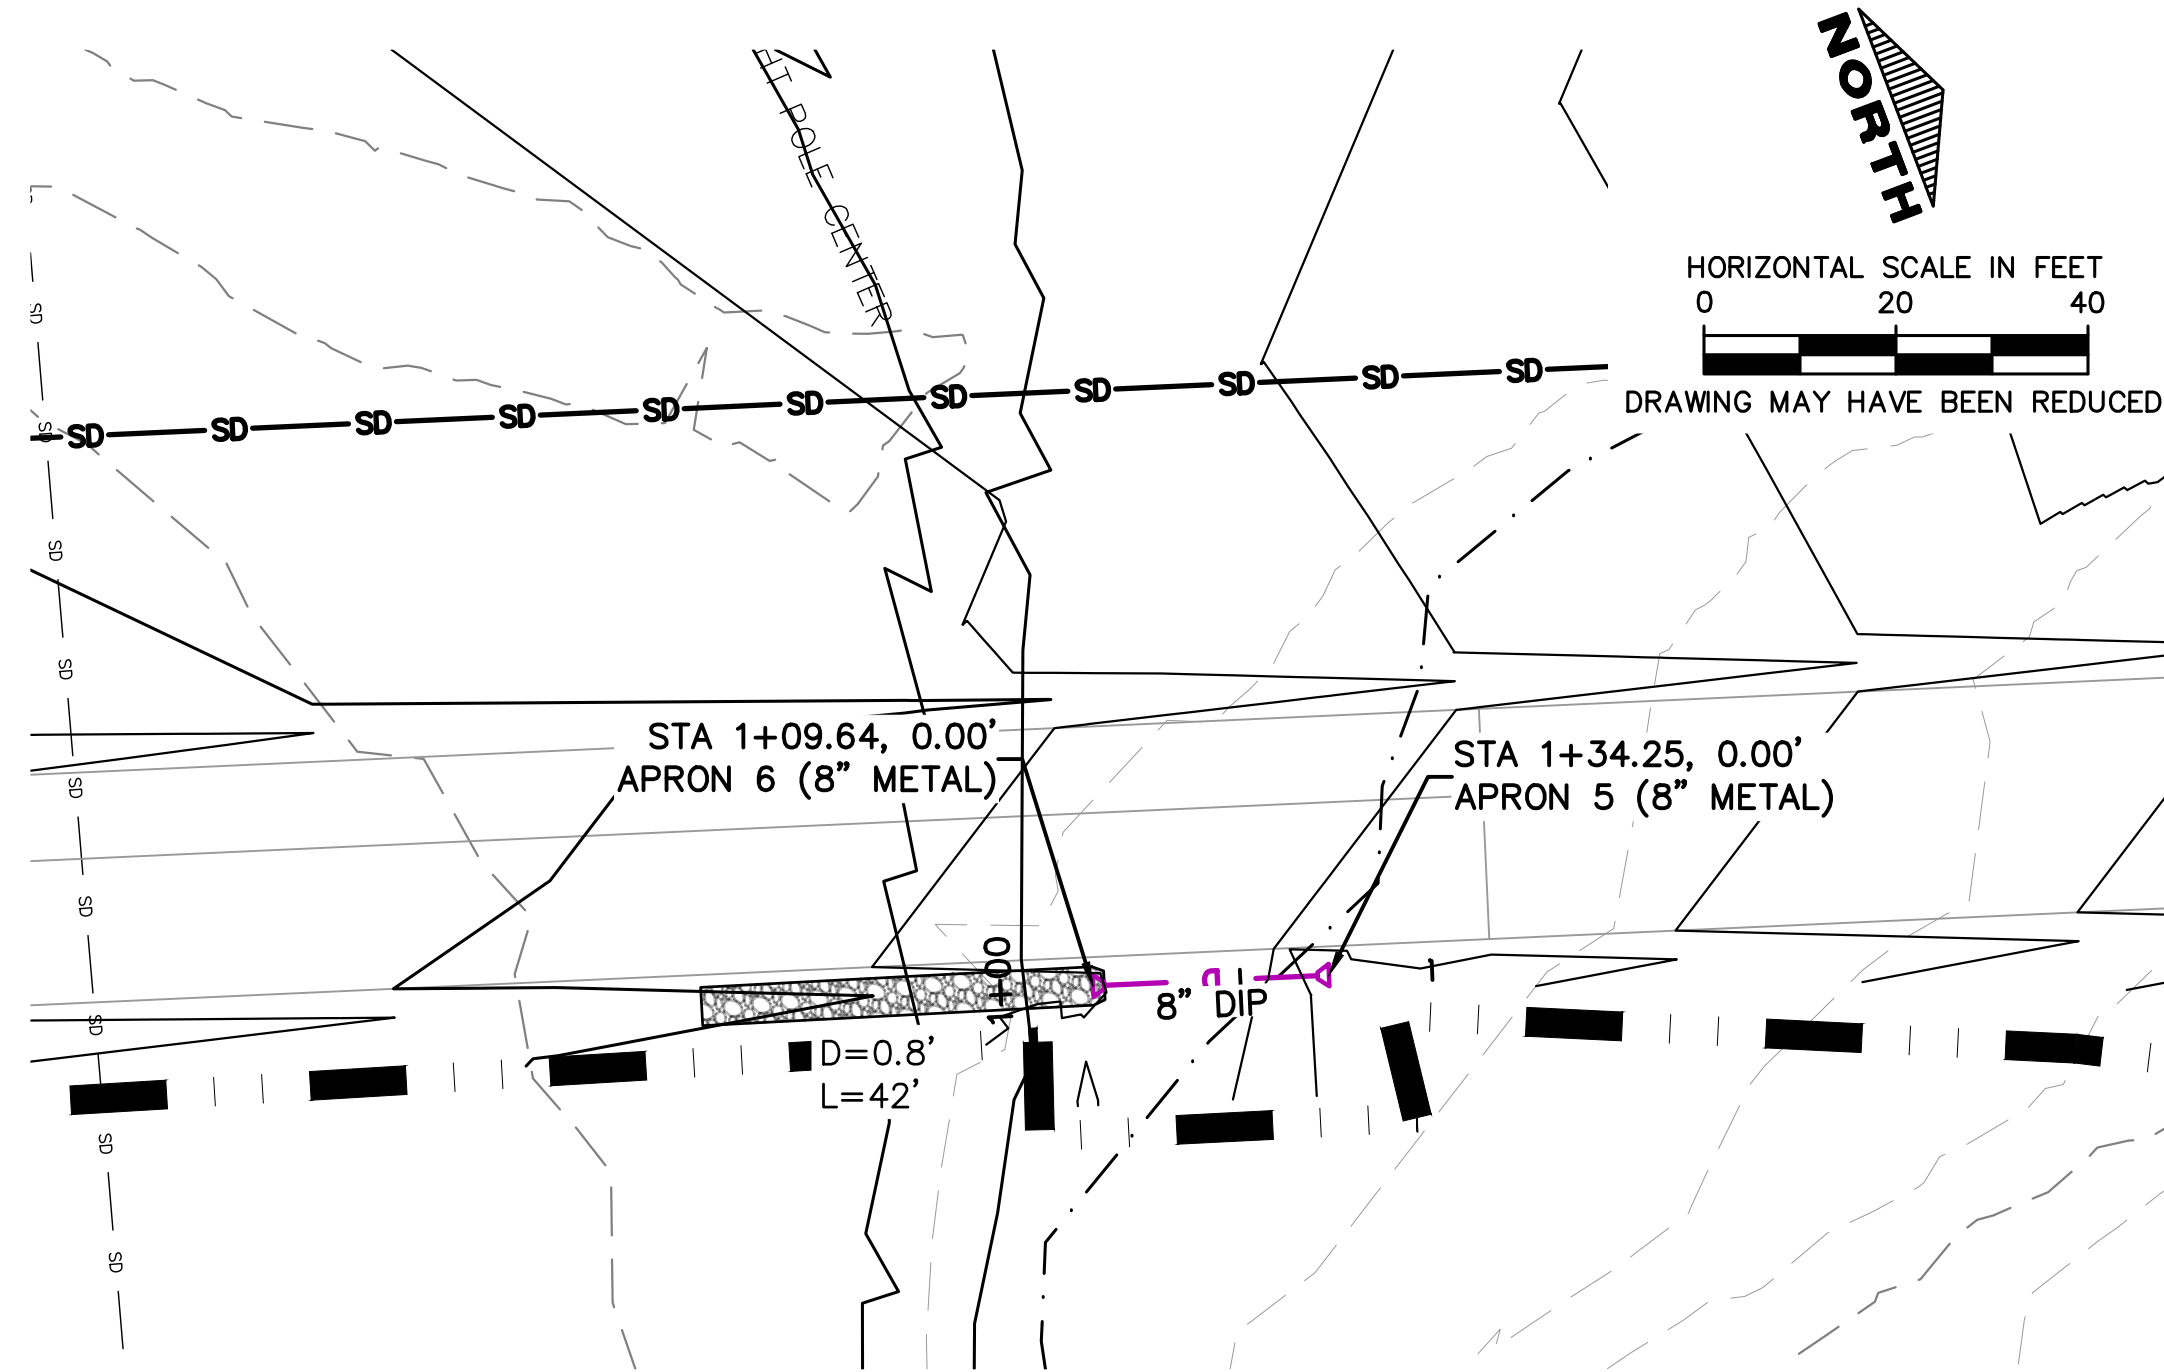 NORTH
HORIZONTAL SCALE IN FEET
0 20 40
DRAWING MAY HAVE BEEN REDUCED
HT POLE CENTER
SD SD SD SD SD SD SD SD SD SD SD
SD
SD
SD
SD
SD
SD
SD
SD
SD
STA 1+09.64, 0.00’
APRON 6 (8” METAL)
STA 1+34.25, 0.00’
APRON 5 (8” METAL)
1+00
8” DIP
D=0.8’
L=42’